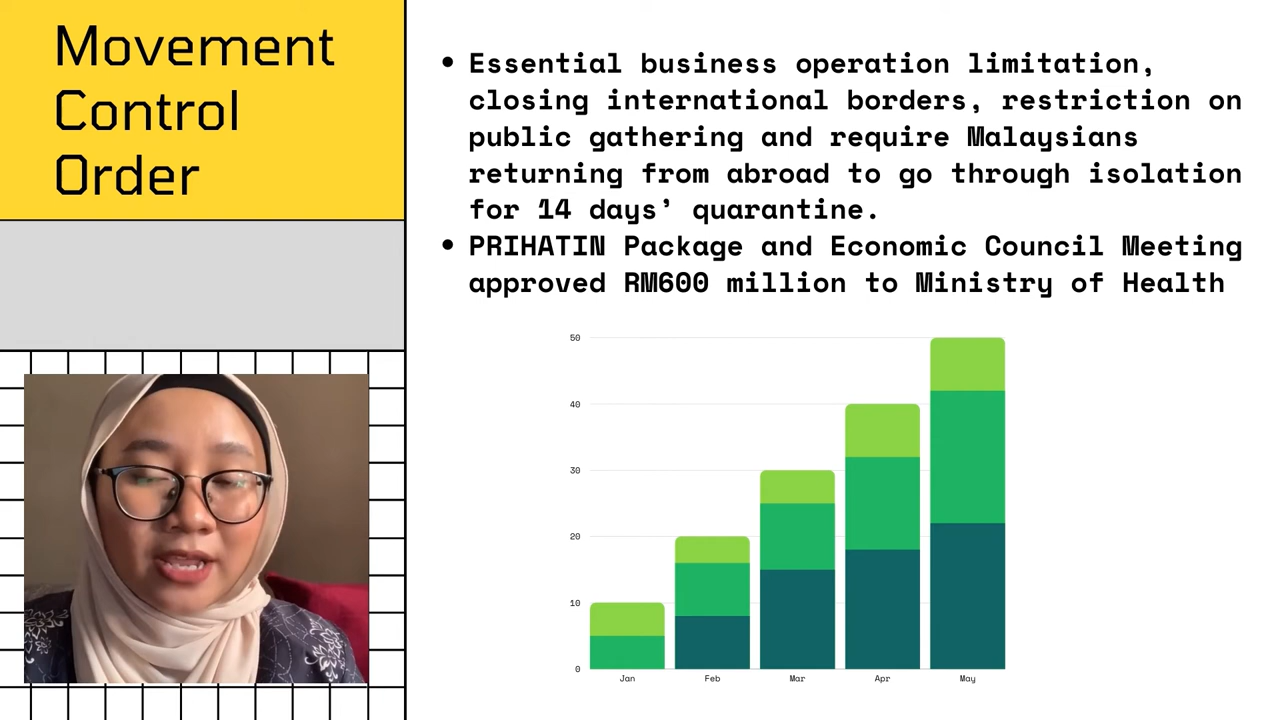 Movement
Control
Order
• Essential business operation limitation,
closing international borders, restriction on
public gathering and require Malaysians
returning from abroad to go through isolation
for 14 days’ quarantine.
• PRIHATIN Package and Economic Council Meeting
approved RM600 million to Ministry of Health
50
40
30
20
10
0
Jan Feb Mar Apr May